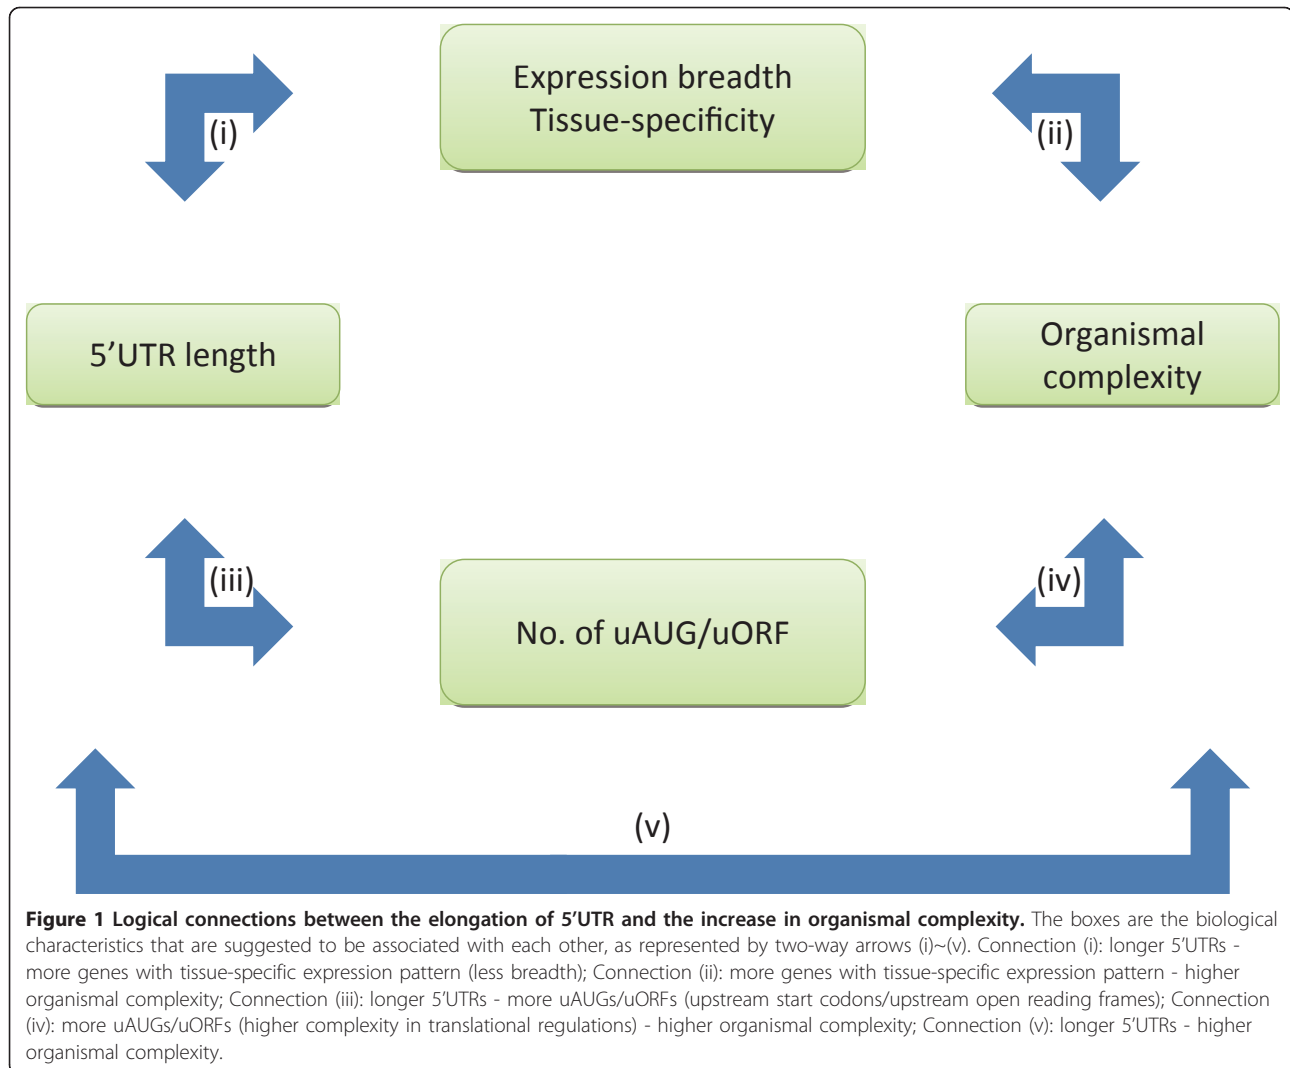 Expression breadth
Tissue-specificity
(i)
(ii)
5’UTR length
Organismal
complexity
(iii)
(iv)
No. of uAUG/uORF
(v)
Figure 1 Logical connections between the elongation of 5’UTR and the increase in organismal complexity. The boxes are the biological
characteristics that are suggested to be associated with each other, as represented by two-way arrows (i)~(v). Connection (i): longer 5’UTRs -
more genes with tissue-specific expression pattern (less breadth); Connection (ii): more genes with tissue-specific expression pattern - higher
organismal complexity; Connection (iii): longer 5’UTRs - more uAUGs/uORFs (upstream start codons/upstream open reading frames); Connection
(iv): more uAUGs/uORFs (higher complexity in translational regulations) - higher organismal complexity; Connection (v): longer 5’UTRs - higher
organismal complexity.